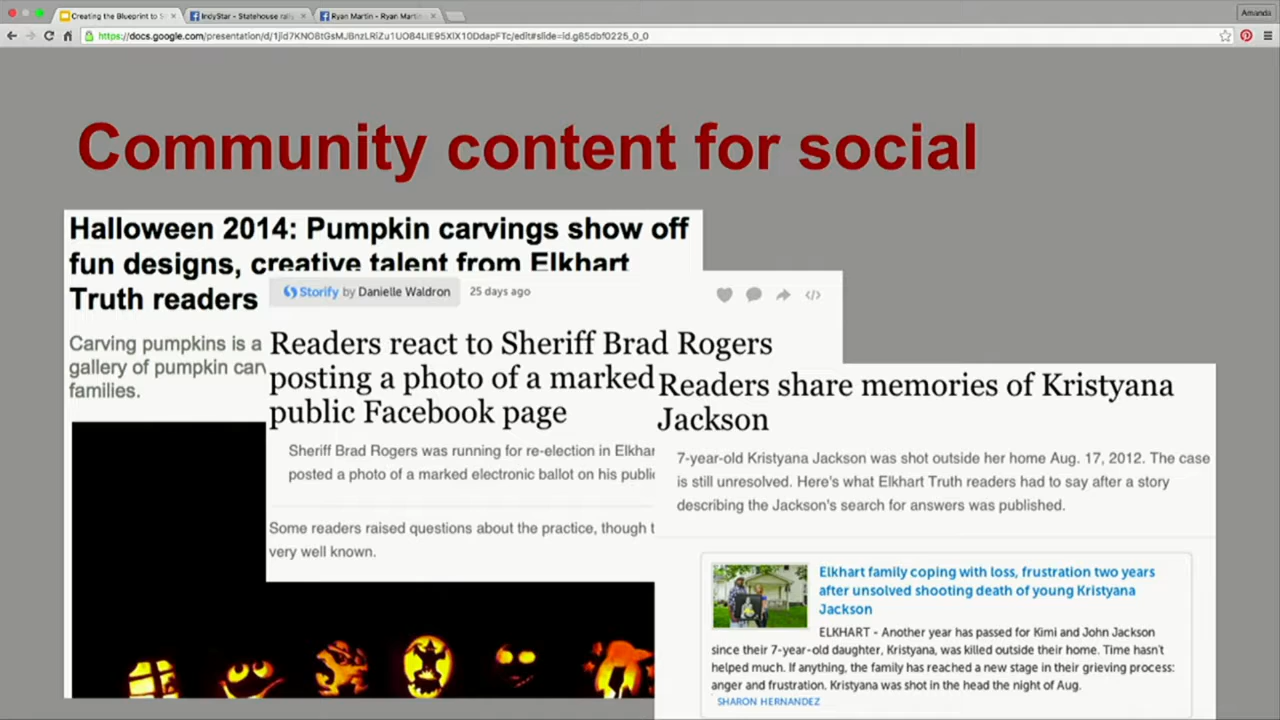 Creating the Blueprint to S
IndyStar - Statehouse rall
Ryan Martin - Ryan Martin
Amanda
Community content for social
Halloween 2014: Pumpkin carvings show off
fun designs, creative talent from Elkhart
Truth readers
Carving pumpkins is a
gallery of pumpkin carv
families.
Storify by Danielle Waldron
25 days ago
Readers react to Sheriff Brad Rogers
posting a photo of a marked
public Facebook page
Sheriff Brad Rogers was running for re-election in Elkhar
posted a photo of a marked electronic ballot on his public
Some readers raised questions about the practice, though t
very well known.
Readers share memories of Kristyana
Jackson
7-year-old Kristyana Jackson was shot outside her home Aug. 17, 2012. The case
is still unresolved. Here's what Elkhart Truth readers had to say after a story
describing the Jackson's search for answers was published.
Elkhart family coping with loss, frustration two years
after unsolved shooting death of young Kristyana
Jackson
ELKHART - Another year has passed for Kimi and John Jackson
since their 7-year-old daughter, Kristyana, was killed outside their home. Time hasn't
helped much. If anything, the family has reached a new stage in their grieving process:
anger and frustration. Kristyana was shot in the head the night of Aug.
SHARON HERNANDEZ